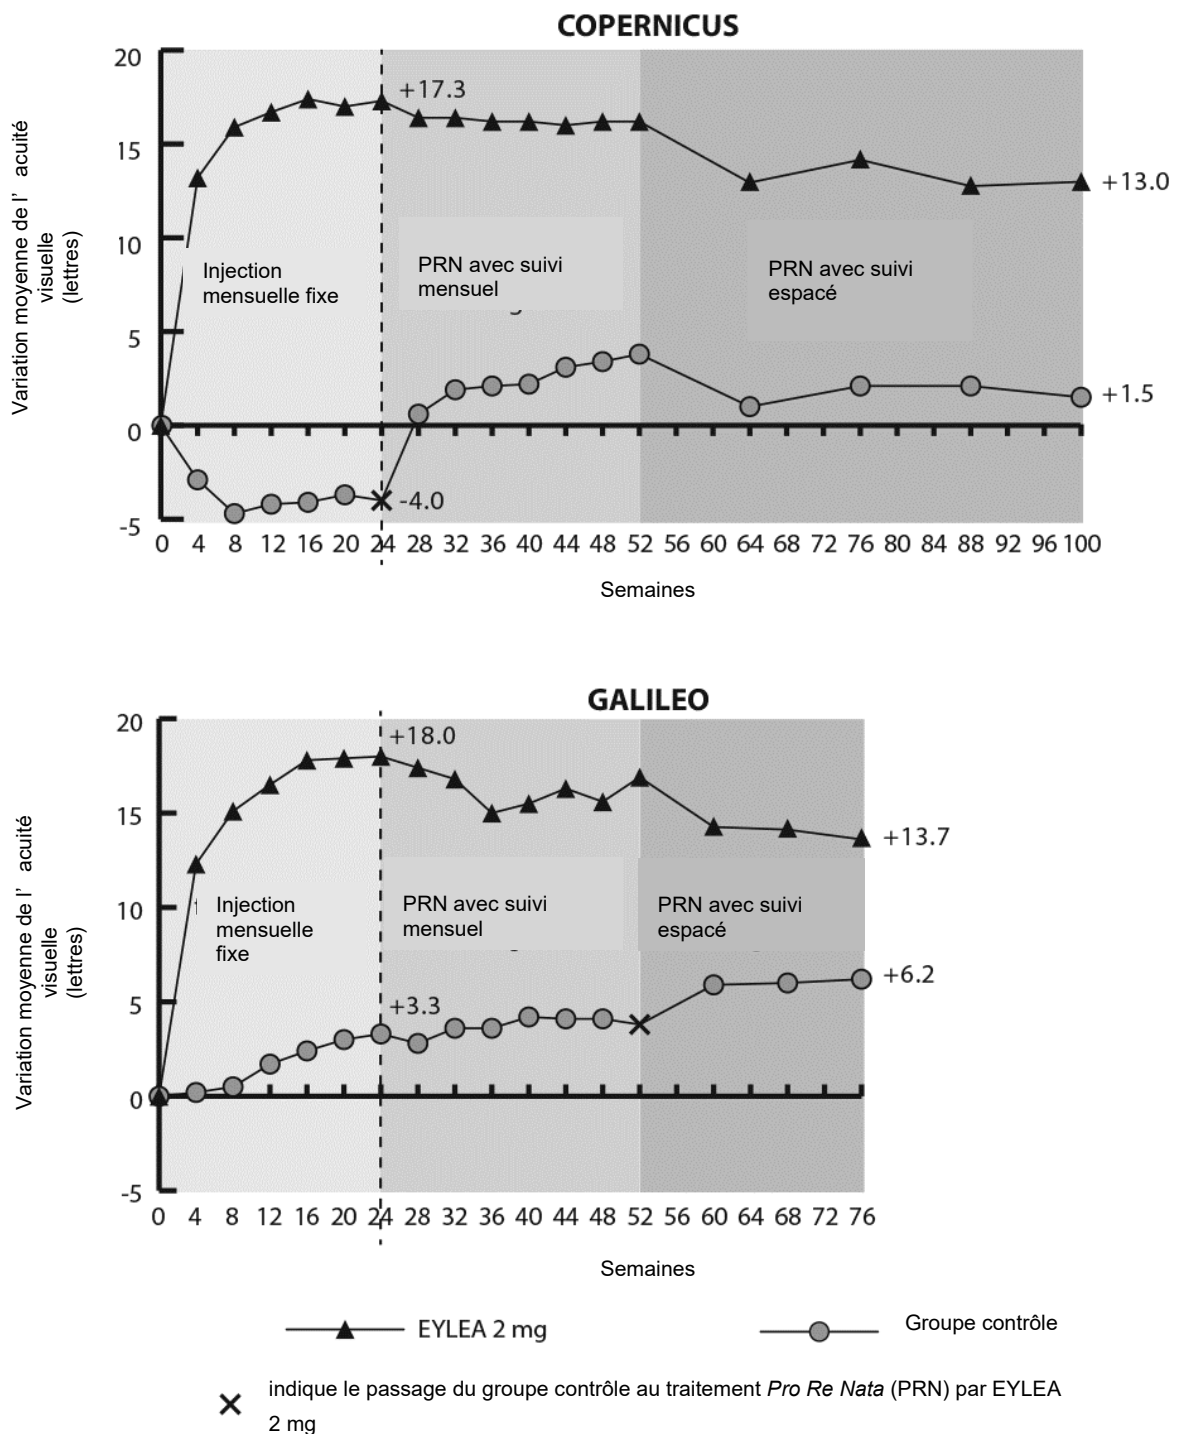 COPERNICUS
20
15
10
5
0
-5
Variation moyenne de l’ acuité
visuelle
(lettres)
+17.3
+13.0
Injection
mensuelle fixe
PRN avec suivi
mensuel
PRN avec suivi
espacé
+1.5
-4.0
0 4 8 12 16 20 24 28 32 36 40 44 48 52 56 60 64 68 72 76 80 84 88 92 96 100
Semaines
GALILEO
20
15
10
5
0
-5
Variation moyenne de l’ acuité
visuelle
(lettres)
+18.0
+13.7
Injection
mensuelle
fixe
PRN avec suivi
mensuel
PRN avec suivi
espacé
+3.3
+6.2
0 4 8 12 16 20 24 28 32 36 40 44 48 52 56 60 64 68 72 76
Semaines
EYLEA 2 mg
Groupe contrôle
indique le passage du groupe contrôle au traitement Pro Re Nata (PRN) par EYLEA
2 mg